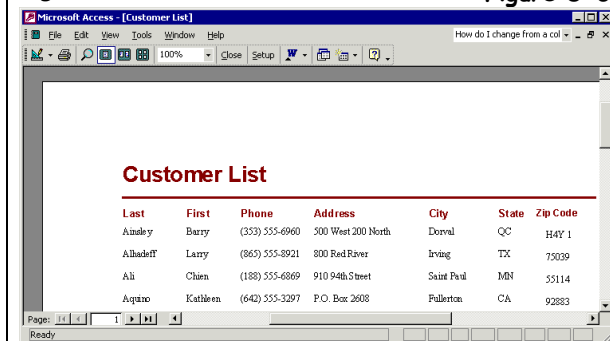 Microsoft Access - [Customer List]
File Edit View Tools Window Help How do I change from a col
100% Close Setup
Customer List
Last First Phone Address City State Zip Code
Ainsley Barry (353) 555-6960 500 West 200 North Dorval QC H4Y 1
Alhadeff Larry (865) 555-8921 800 Red River Irving TX 75039
Ali Chien (188) 555-6869 910 94th Street Saint Paul MN 55114
Aquino Kathleen (642) 555-3297 P.O. Box 2608 Fullerton CA 92883
Page: 1
Ready